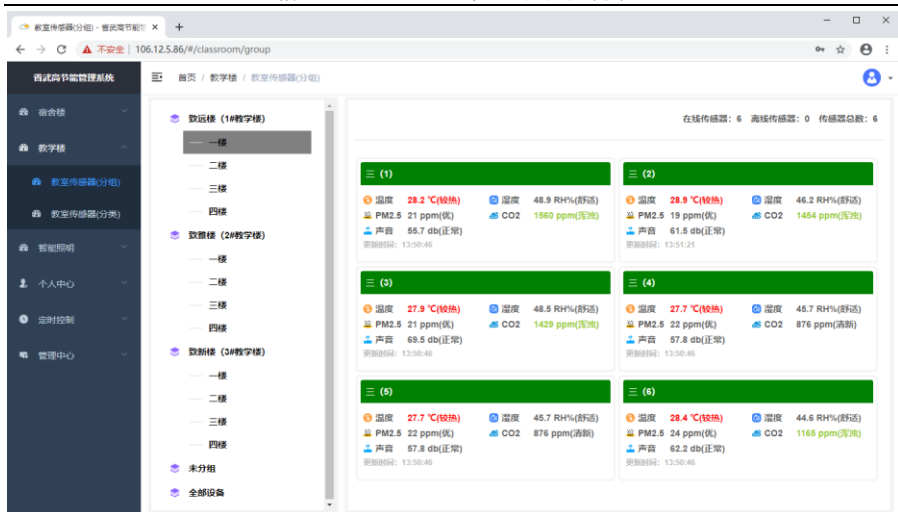 教室传感器(分组) - 省武高节能管
不安全 | 106.12.5.86/#/classroom/group
省武高节能管理系统
首页 / 教学楼 / 教室传感器(分组)
宿舍楼
教学楼
教室传感器(分组)
教室传感器(分类)
智能照明
个人中心
定时控制
管理中心
致远楼 (1#教学楼)
一楼
二楼
三楼
四楼
致雅楼 (2#教学楼)
一楼
二楼
三楼
四楼
致新楼 (3#教学楼)
一楼
二楼
三楼
四楼
未分组
全部设备
在线传感器: 6 离线传感器: 0 传感器总数: 6
三 (1)
温度 28.2 ℃(较热) 湿度 48.9 RH%(舒适)
PM2.5 21 ppm(优) CO2 1560 ppm(浑浊)
声音 55.7 db(正常)
更新时间: 13:50:46
三 (2)
温度 28.9 ℃(较热) 湿度 46.2 RH%(舒适)
PM2.5 19 ppm(优) CO2 1454 ppm(浑浊)
声音 61.5 db(正常)
更新时间: 13:51:21
三 (3)
温度 27.9 ℃(较热) 湿度 48.5 RH%(舒适)
PM2.5 21 ppm(优) CO2 1429 ppm(浑浊)
声音 69.5 db(正常)
更新时间: 13:50:46
三 (4)
温度 27.7 ℃(较热) 湿度 45.7 RH%(舒适)
PM2.5 22 ppm(优) CO2 876 ppm(清新)
声音 57.8 db(正常)
更新时间: 13:50:46
三 (5)
温度 27.7 ℃(较热) 湿度 45.7 RH%(舒适)
PM2.5 22 ppm(优) CO2 876 ppm(清新)
声音 57.8 db(正常)
更新时间: 13:50:46
三 (6)
温度 28.4 ℃(较热) 湿度 44.6 RH%(舒适)
PM2.5 24 ppm(优) CO2 1165 ppm(浑浊)
声音 62.2 db(正常)
更新时间: 13:50:46